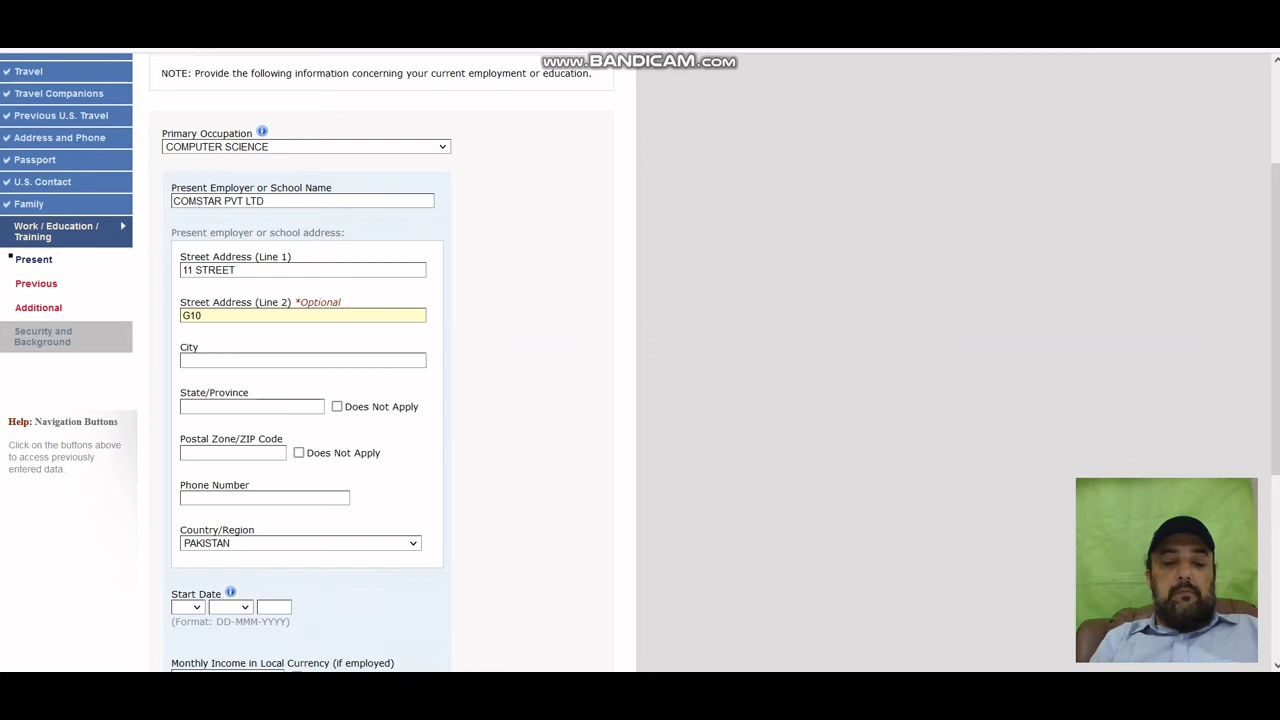 www.BANDICAM.com
Travel
NOTE: Provide the following information concerning your current employment or education.
Travel Companions
Previous U.S. Travel
Address and Phone
Passport
U.S. Contact
Family
Work / Education /
Training
Present
Previous
Additional
Security and
Background
Help: Navigation Buttons
Click on the buttons above
to access previously
entered data.
Primary Occupation
COMPUTER SCIENCE
Present Employer or School Name
COMSTAR PVT LTD
Present employer or school address:
Street Address (Line 1)
11 STREET
Street Address (Line 2) *Optional
G10
City
State/Province
Does Not Apply
Postal Zone/ZIP Code
Does Not Apply
Phone Number
Country/Region
PAKISTAN
Start Date
(Format: DD-MMM-YYYY)
Monthly Income in Local Currency (if employed)